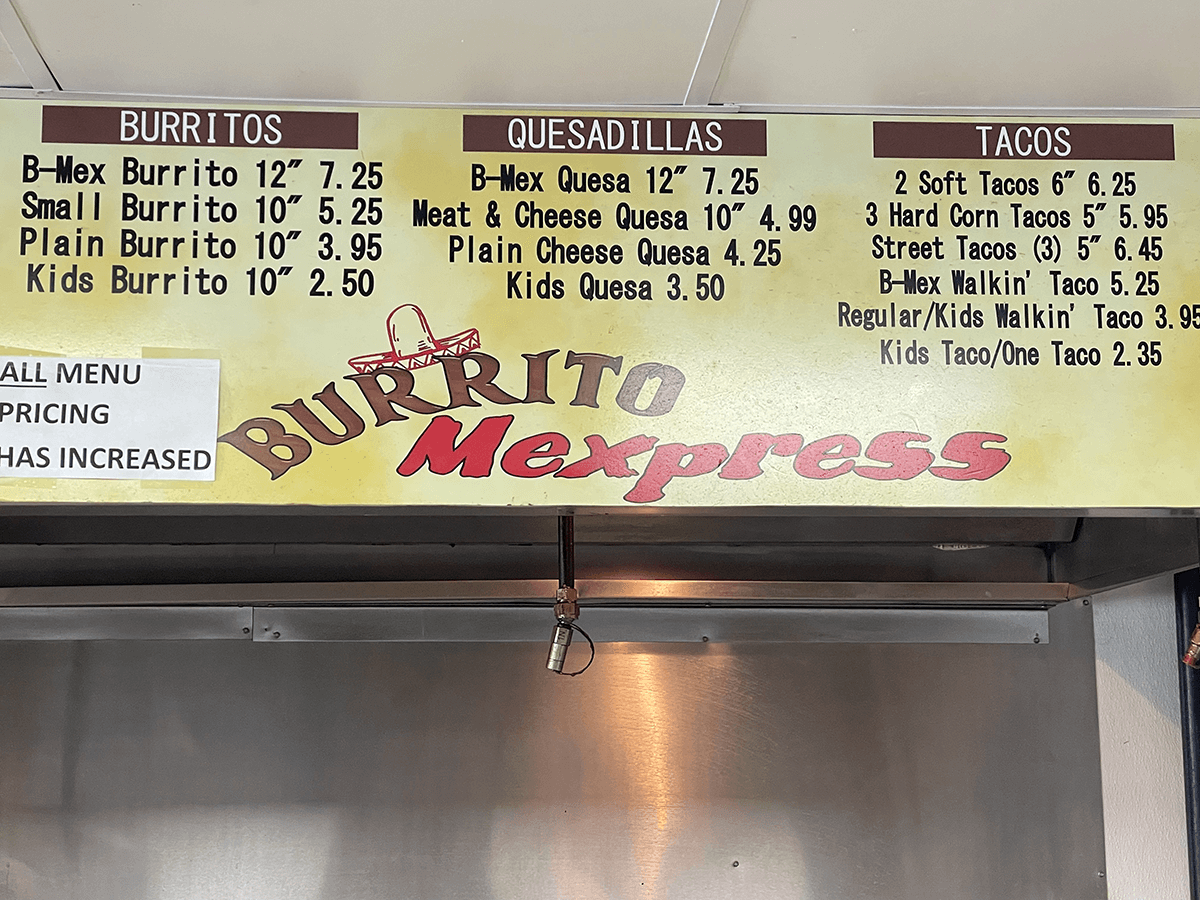 BURRITOS
B-Mex Burrito 12″ 7.25
Small Burrito 10″ 5.25
Plain Burrito 10″ 3.95
Kids Burrito 10″ 2.50
QUESADILLAS
B-Mex Quesa 12″ 7.25
Meat & Cheese Quesa 10″ 4.99
Plain Cheese Quesa 4.25
Kids Quesa 3.50
TACOS
2 Soft Tacos 6″ 6.25
3 Hard Corn Tacos 5″ 5.95
Street Tacos (3) 5″ 6.45
B-Mex Walkin' Taco 5.25
Regular/Kids Walkin' Taco 3.95
Kids Taco/One Taco 2.35
ALL MENU
PRICING
HAS INCREASED
BURRITO
Mexpress